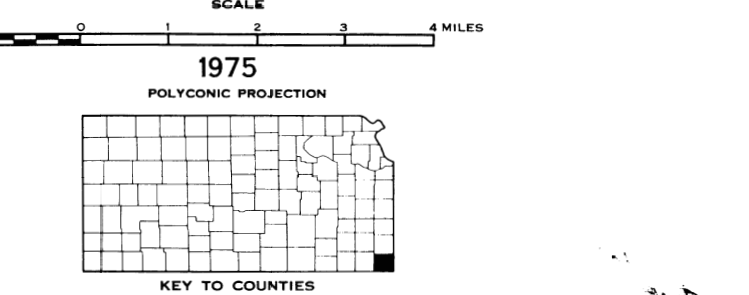 SCALE
0 1 2 3 4 MILES
1975
POLYCONIC PROJECTION
KEY TO COUNTIES